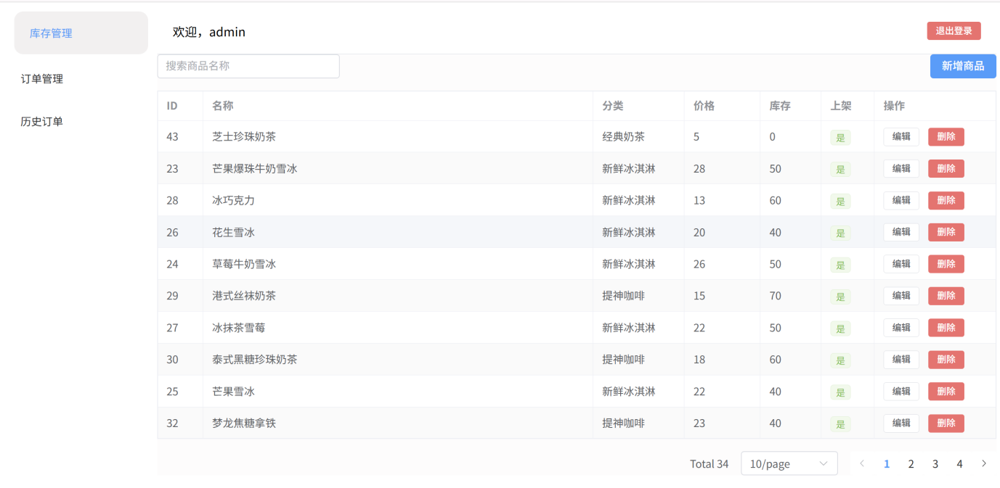 库存管理
欢迎，admin
退出登录
订单管理
历史订单
搜索商品名称
新增商品
ID 名称 分类 价格 库存 上架 操作
43 芝士珍珠奶茶 经典奶茶 5 0 是 编辑 删除
23 芒果爆珠牛奶雪冰 新鲜冰淇淋 28 50 是 编辑 删除
28 冰巧克力 新鲜冰淇淋 13 60 是 编辑 删除
26 花生雪冰 新鲜冰淇淋 20 40 是 编辑 删除
24 草莓牛奶雪冰 新鲜冰淇淋 26 50 是 编辑 删除
29 港式丝袜奶茶 提神咖啡 15 70 是 编辑 删除
27 冰抹茶雪莓 新鲜冰淇淋 22 50 是 编辑 删除
30 泰式黑糖珍珠奶茶 提神咖啡 18 60 是 编辑 删除
25 芒果雪冰 新鲜冰淇淋 22 40 是 编辑 删除
32 梦龙焦糖拿铁 提神咖啡 23 40 是 编辑 删除
Total 34 10/page 1 2 3 4